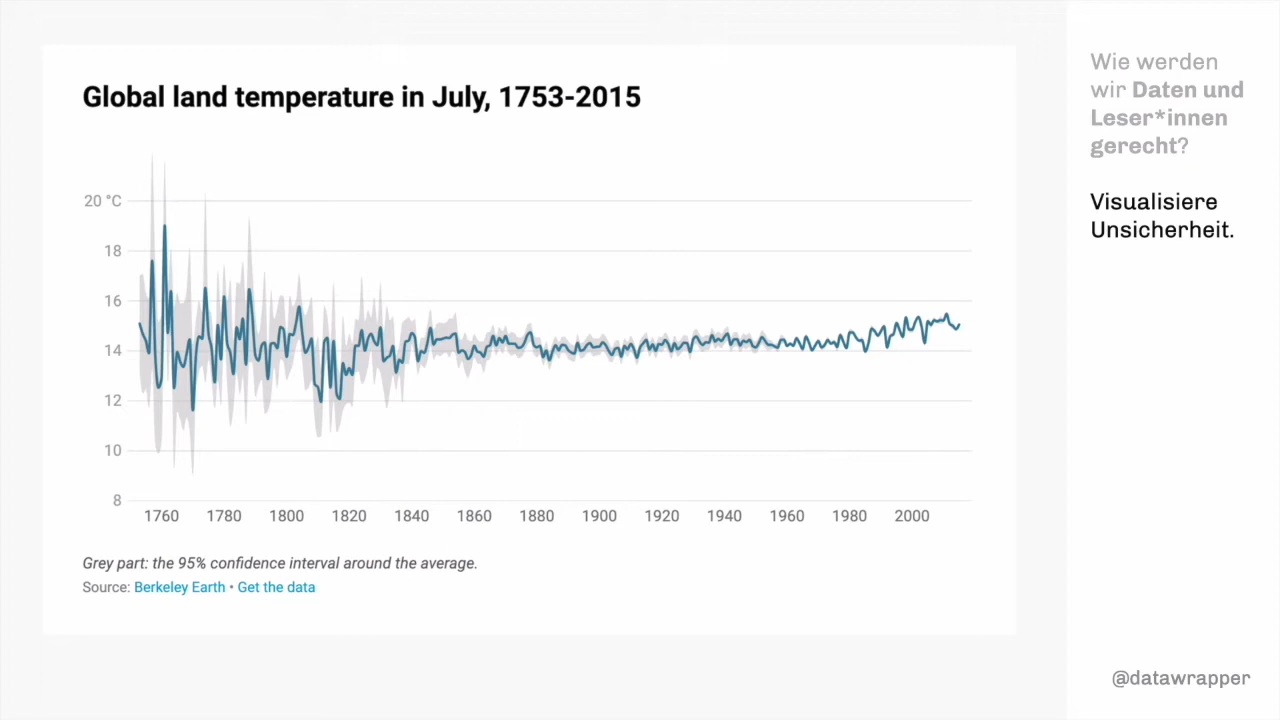 Global land temperature in July, 1753-2015
20 °C
18
16
14
12
10
8
1760 1780 1800 1820 1840 1860 1880 1900 1920 1940 1960 1980 2000
Grey part: the 95% confidence interval around the average.
Source: Berkeley Earth • Get the data
Wie werden
wir Daten und
Leser*innen
gerecht?
Visualisiere
Unsicherheit.
@datawrapper